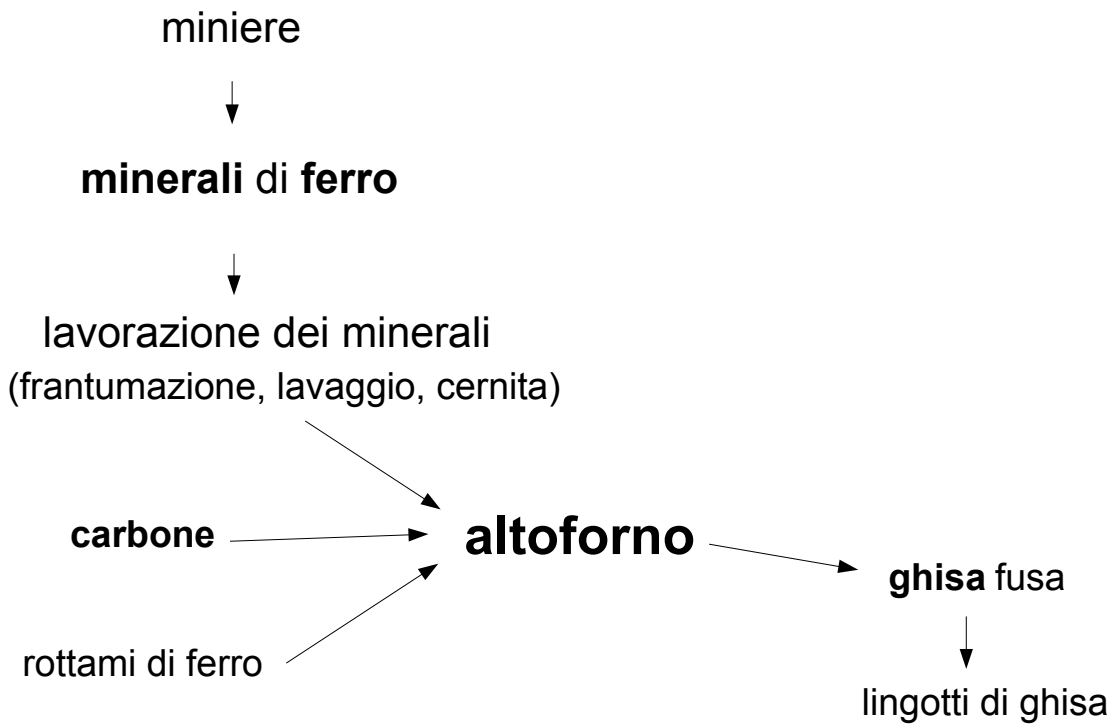 miniere
minerali di ferro
lavorazione dei minerali
(frantumazione, lavaggio, cernita)
carbone
altoforno
ghisa fusa
rottami di ferro
lingotti di ghisa